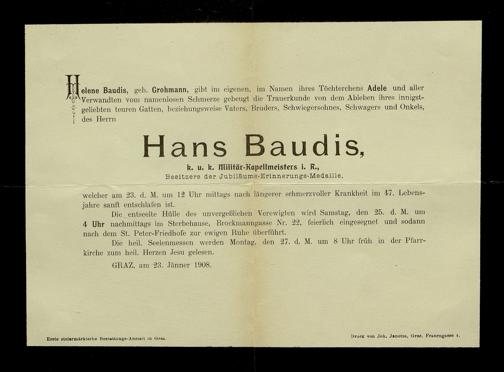 Helene Baudis, geb. Grohmann, gibt im eigenen, im Namen ihres Töchterchens Adele und aller
Verwandten vom namenlosen Schmerze gebeugt die Trauerkunde von dem Ableben ihres innigst-
geliebten teuren Gatten, beziehungsweise Vaters, Bruders, Schwiegersohnes, Schwagers und Onkels,
des Herrn
Hans Baudis,
k. u. k. Militär-Kapellmeisters i. R.,
Besitzers der Jubiläums-Erinnerungs-Medaille,
welcher am 23. d. M. um 12 Uhr mittags nach längerer schmerzvoller Krankheit im 47. Lebens-
jahre sanft entschlafen ist.
Die entseelte Hülle des unvergeßlichen Verewigten wird Samstag, den 25. d. M. um
4 Uhr nachmittags im Sterbehause, Brockmanngasse Nr. 22, feierlich eingesegnet und sodann
nach dem St. Peter-Friedhofe zur ewigen Ruhe überführt.
Die heil. Seelenmessen werden Montag, den 27. d. M. um 8 Uhr früh in der Pfarr-
kirche zum heil. Herzen Jesu gelesen.
GRAZ, am 23. Jänner 1908.
Erste steiermärkische Bestattungs-Anstalt in Graz.
Druck von Joh. Janotta, Graz, Frauengasse 4.